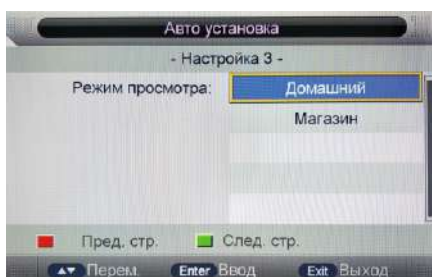 Авто установка
- Настройка 3 -
Режим просмотра: Домашний
Магазин
Пред. стр. След. стр.
Перем. Enter Ввод Exit Выход